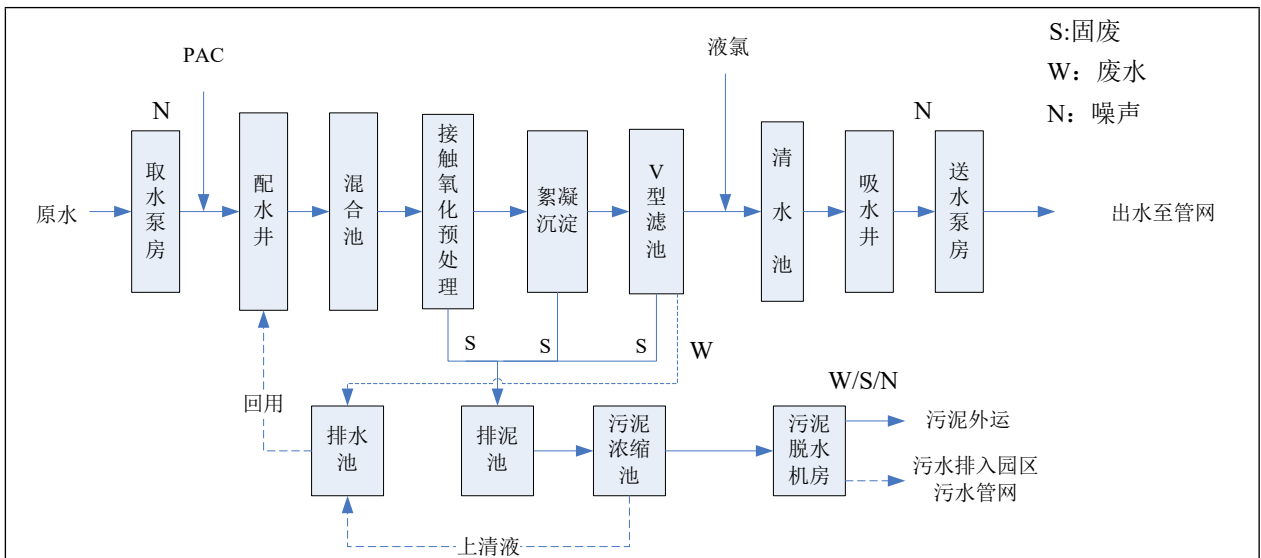 S:固废
W：废水
N：噪声
PAC
液氯
N
N
原水
取水泵房
配水井
混合池
接触氧化预处理
絮凝
沉淀
V型滤池
清水池
吸水井
送水泵房
出水至管网
S
S
S
W
W/S/N
回用
排水
池
排泥
池
污泥
浓缩
池
污泥
脱水
机房
污泥外运
污水排入园区
污水管网
上清液